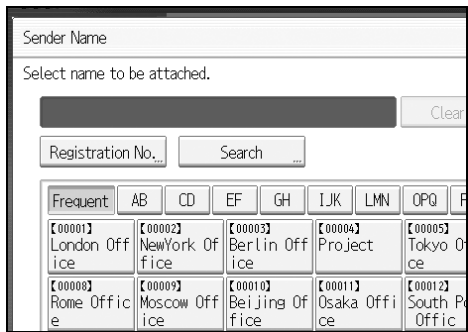 Sender Name
Select name to be attached.
Clear
Registration No.
Search
Frequent AB CD EF GH IJK LMN OPQ
【00001】 【00002】 【00003】 【00004】 【00005】
London Off NewYork Of Berlin Off Project Tokyo O
ice ffice ice ce
【00008】 【00009】 【00010】 【00011】 【00012】
Rome Offic Moscow Off Beijing Of Osaka Offi South Po
e ice fice ce Offic